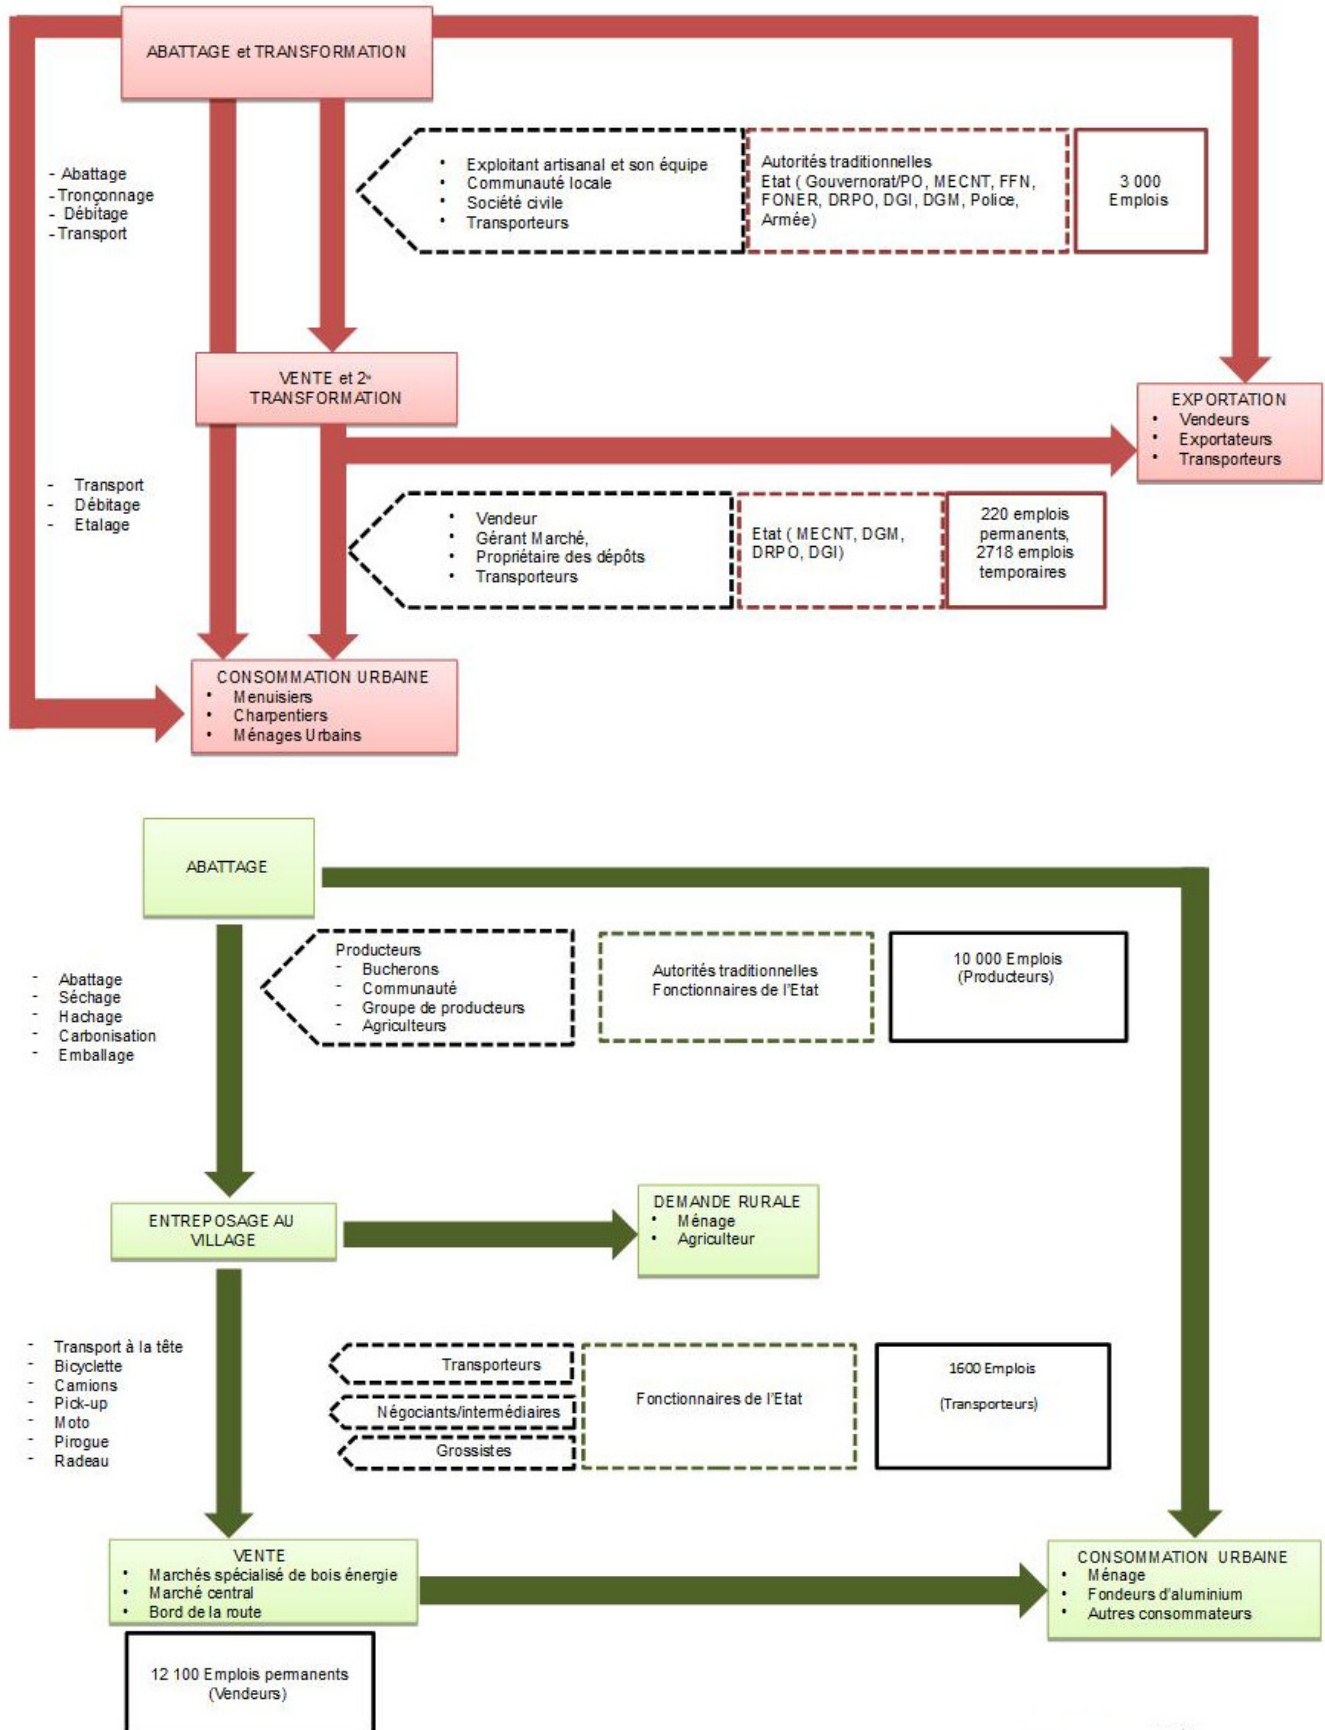 ABATTAGE et TRANSFORMATION
- Abattage
- Tronçonnage
- Débitage
- Transport
• Exploitant artisanal et son équipe
• Communauté locale
• Société civile
• Transporteurs
Autorités traditionnelles
Etat ( Gouvernorat/PO, MECNT, FFN,
FONER, DRPO, DGI, DGM, Police,
Armée)
3 000
Emplois
VENTE et 2e
TRANSFORMATION
EXPORTATION
• Vendeurs
• Exportateurs
• Transporteurs
- Transport
- Débitage
- Etalage
• Vendeur
• Gérant Marché,
• Propriétaire des dépôts
• Transporteurs
Etat ( MECNT, DGM,
DRPO, DGI)
220 emplois
permanents,
2718 emplois
temporaires
CONSOMMATION URBAINE
• Menuisiers
• Charpentiers
• Ménages Urbains
ABATTAGE
- Abattage
- Séchage
- Hachage
- Carbonisation
- Emballage
Producteurs
- Bucherons
- Communauté
- Groupe de producteurs
- Agriculteurs
Autorités traditionnelles
Fonctionnaires de l'Etat
10 000 Emplois
(Producteurs)
ENTREPOSAGE AU
VILLAGE
DEMANDE RURALE
• Ménage
• Agriculteur
- Transport à la tête
- Bicyclette
- Camions
- Pick-up
- Moto
- Pirogue
- Radeau
Transporteurs
Négociants/intermédiaires
Grossistes
Fonctionnaires de l'Etat
1600 Emplois
(Transporteurs)
VENTE
• Marchés spécialisé de bois énergie
• Marché central
• Bord de la route
CONSOMMATION URBAINE
• Ménage
• Fondeurs d'aluminium
• Autres consommateurs
12 100 Emplois permanents
(Vendeurs)